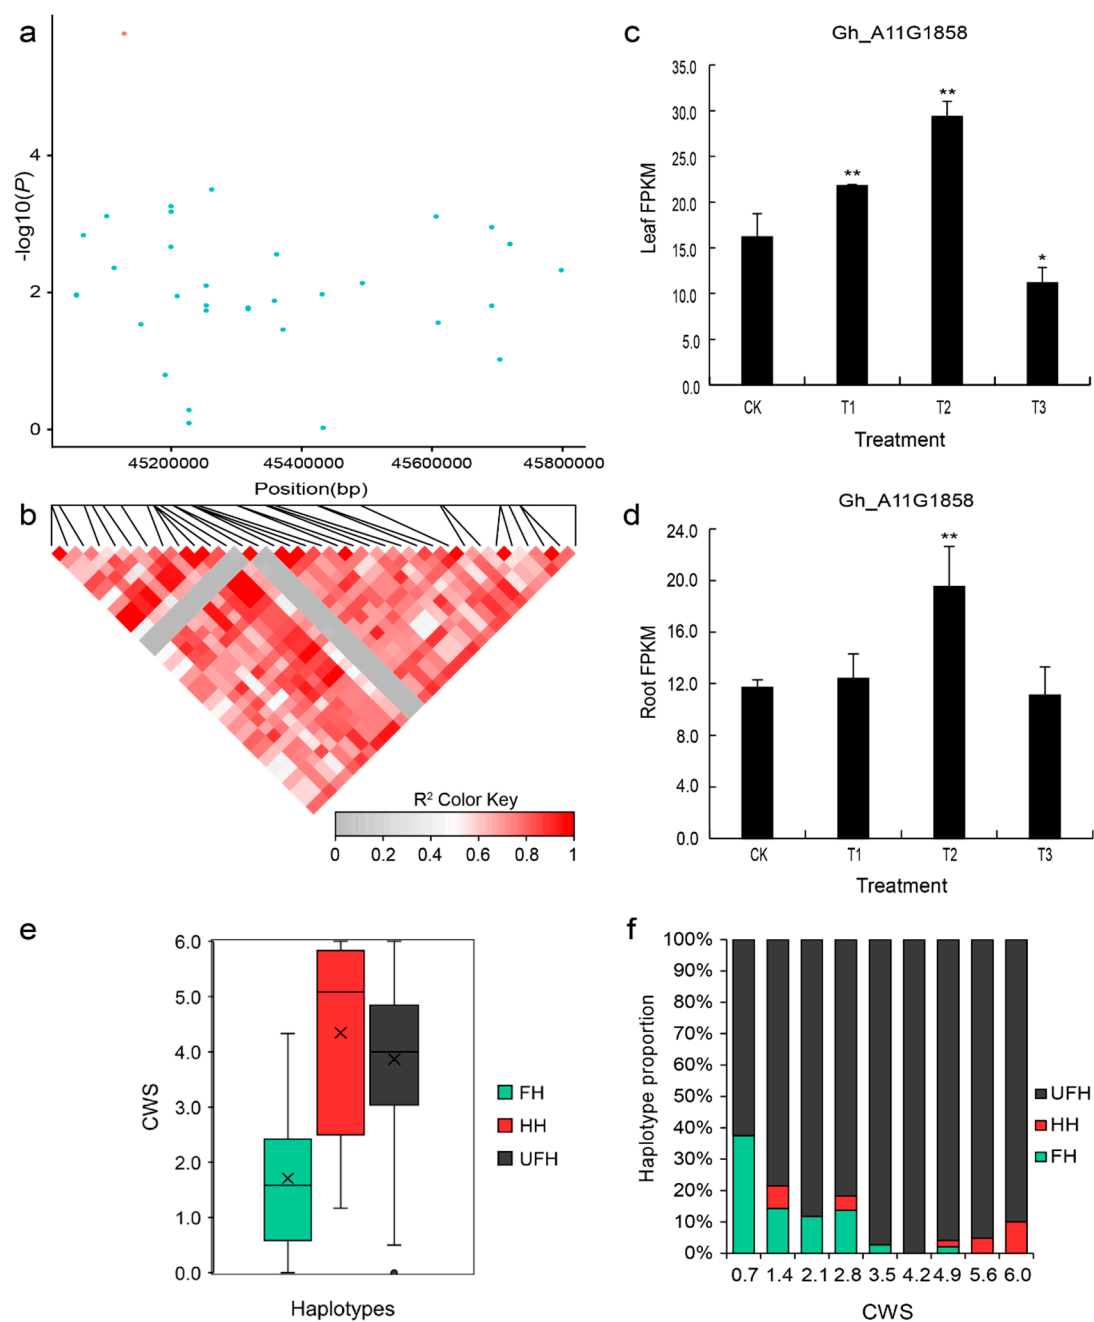 a
-log10(P)
4
2
0
45200000 45400000 45600000 45800000
Position(bp)
b
R² Color Key
0 0.2 0.4 0.6 0.8 1
c
Gh_A11G1858
Leaf FPKM
35.0
30.0
25.0
20.0
15.0
10.0
5.0
0.0
** ** *
CK T1 T2 T3
Treatment
d
Gh_A11G1858
Root FPKM
24.0
20.0
16.0
12.0
8.0
4.0
0.0
**
CK T1 T2 T3
Treatment
e
CWS
6.0
5.0
4.0
3.0
2.0
1.0
0.0
Haplotypes
FH
HH
UFH
f
Haplotype proportion
100%
90%
80%
70%
60%
50%
40%
30%
20%
10%
0%
0.7 1.4 2.1 2.8 3.5 4.2 4.9 5.6 6.0
CWS
UFH
HH
FH